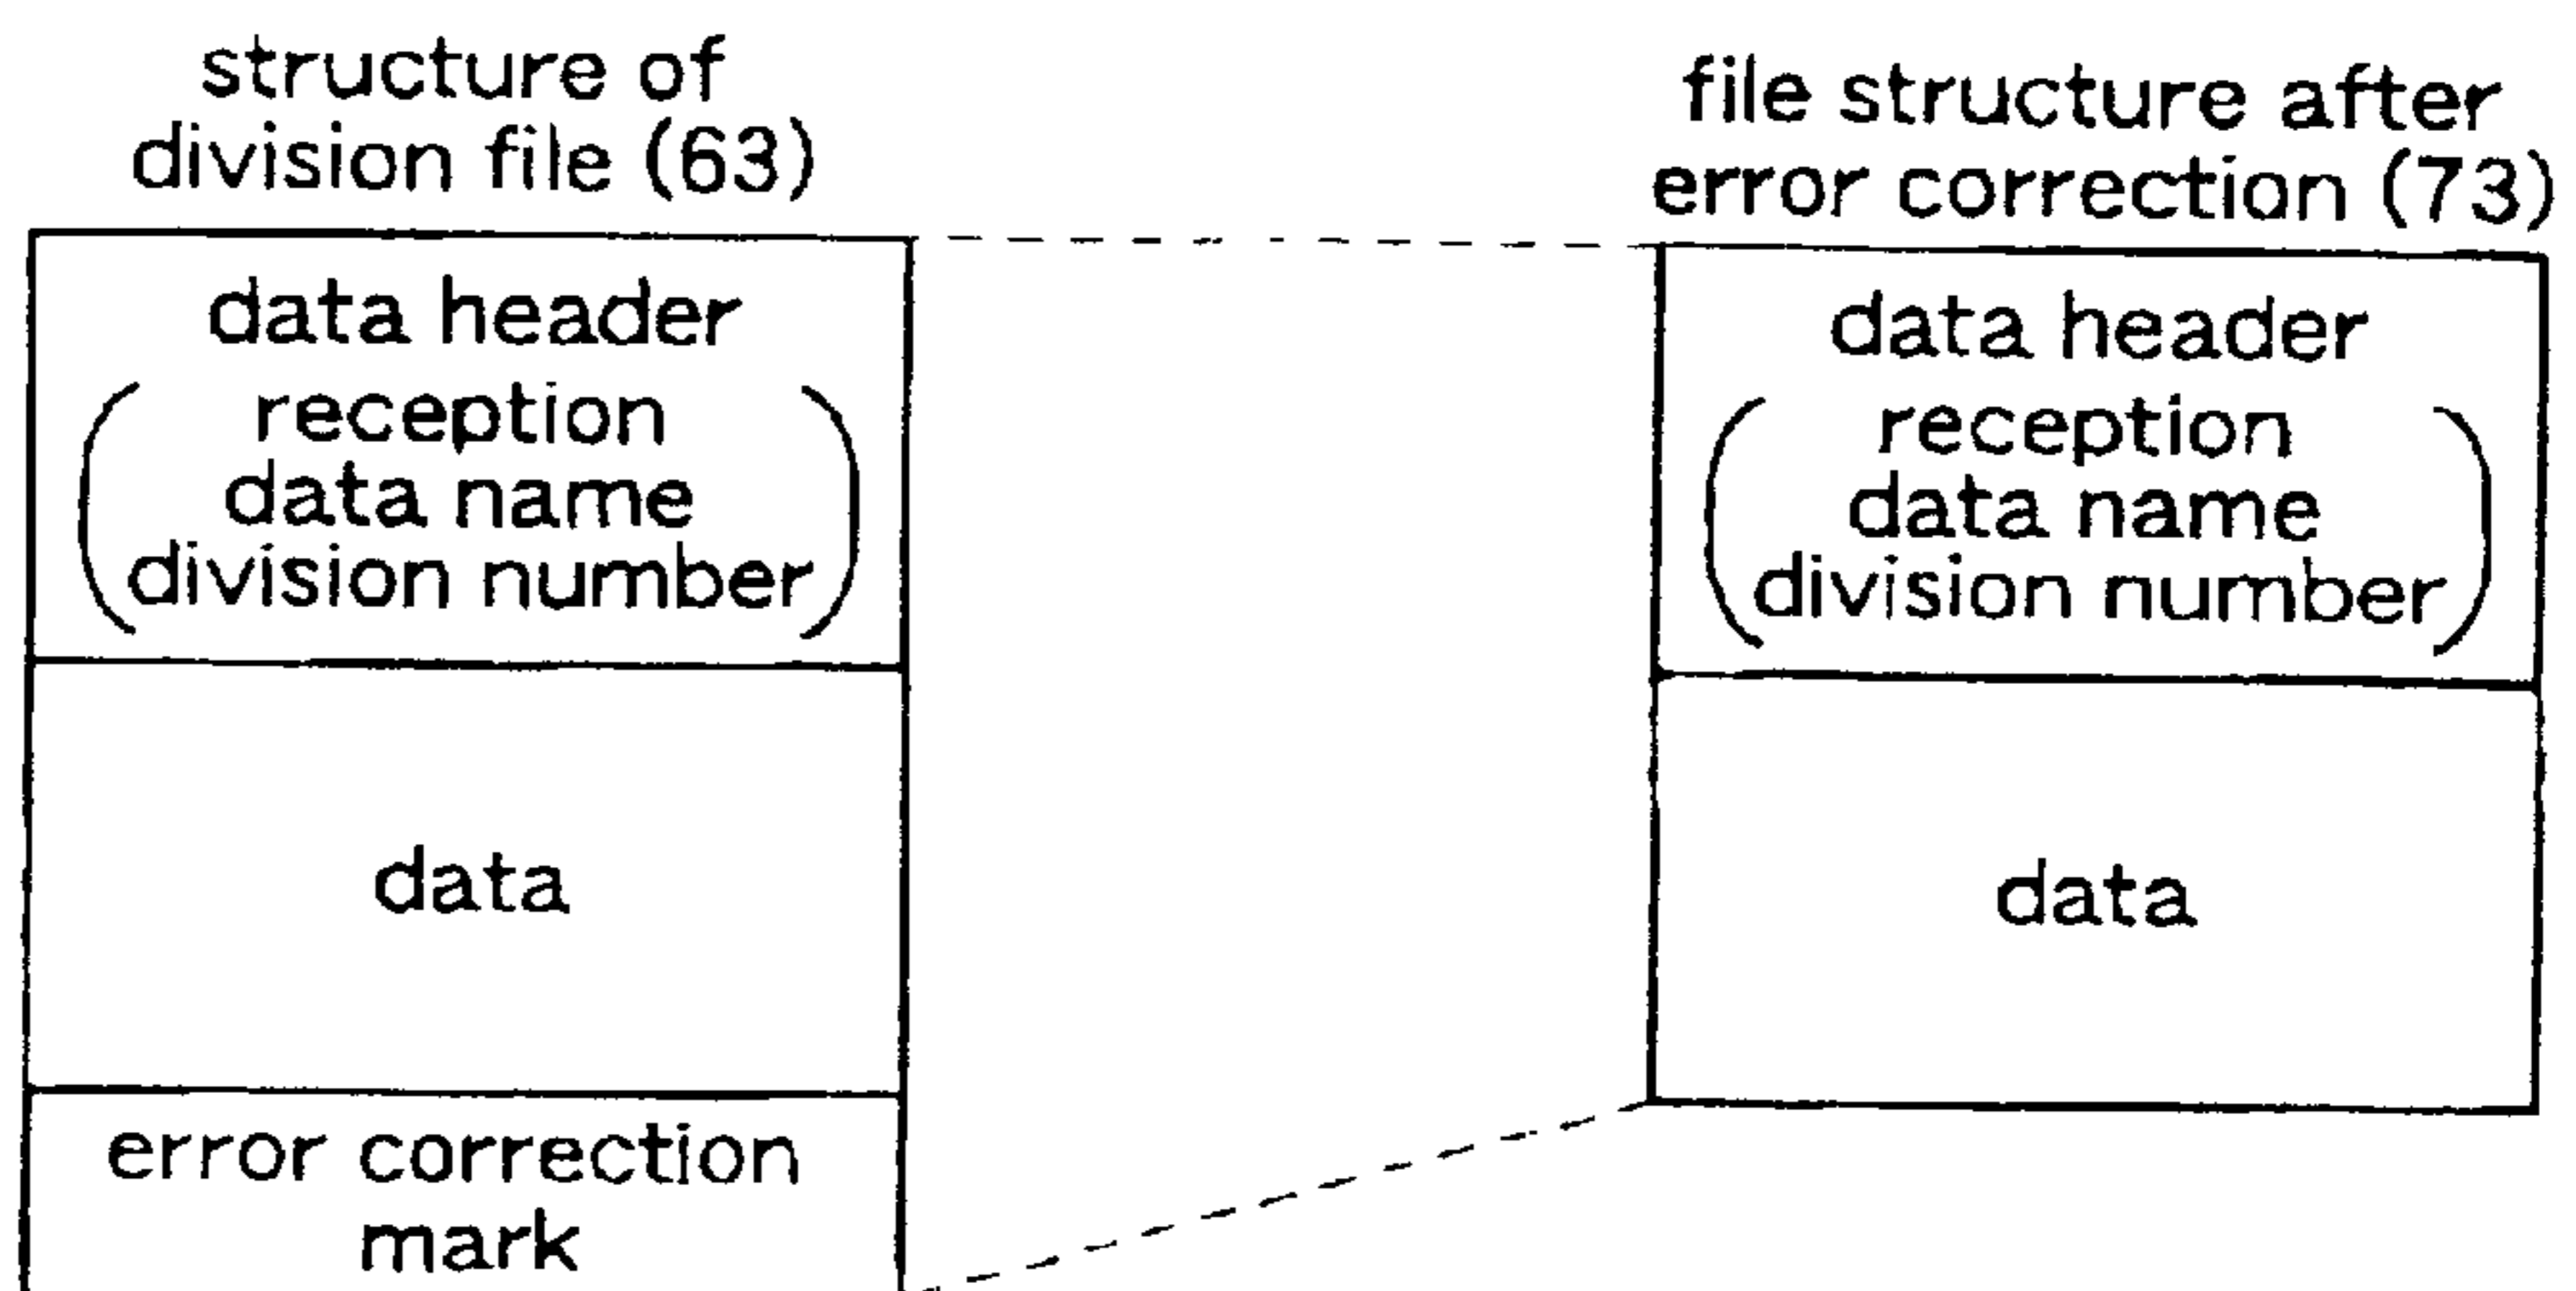 structure of
division file (63)
data header
reception
data name
division number
data
error correction
mark
file structure after
error correction (73)
data header
reception
data name
division number
data